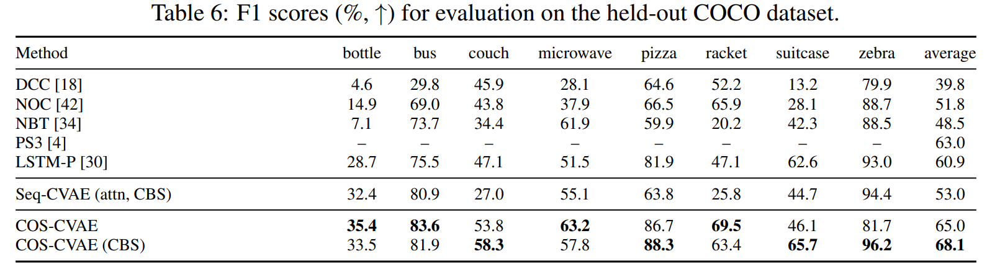 Table 6: F1 scores (%, ↑) for evaluation on the held-out COCO dataset.
Method bottle bus couch microwave pizza racket suitcase zebra average
DCC [18] 4.6 29.8 45.9 28.1 64.6 52.2 13.2 79.9 39.8
NOC [42] 14.9 69.0 43.8 37.9 66.5 65.9 28.1 88.7 51.8
NBT [34] 7.1 73.7 34.4 61.9 59.9 20.2 42.3 88.5 48.5
PS3 [4] – – – – – – – – 63.0
LSTM-P [30] 28.7 75.5 47.1 51.5 81.9 47.1 62.6 93.0 60.9
Seq-CVAE (attn, CBS) 32.4 80.9 27.0 55.1 63.8 25.8 44.7 94.4 53.0
COS-CVAE 35.4 83.6 53.8 63.2 86.7 69.5 46.1 81.7 65.0
COS-CVAE (CBS) 33.5 81.9 58.3 57.8 88.3 63.4 65.7 96.2 68.1